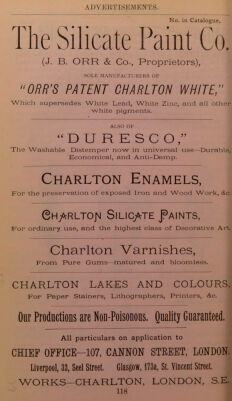 ADVERTISEMENTS.
No. in Catalogue,
The Silicate Paint Co.
(J. B. ORR & Co., Proprietors),
SOLE MANUFACTURERS OF
"ORR'S PATENT CHARLTON WHITE,"
Which supersedes White Lead, White Zinc, and all other
white pigments.
ALSO OF
"DURESCO,"
The Washable Distemper now in universal use—Durable,
Economical, and Anti-Damp.
CHARLTON ENAMELS,
For the preservation of exposed Iron and Wood Work, &c.
CHARLTON SILICATE PAINTS,
For ordinary use, and the highest class of Decorative Art.
Charlton Varnishes,
From Pure Gums—matured and bloomless.
CHARLTON LAKES AND COLOURS,
For Paper Stainers, Lithographers, Printers, &c.
Our Productions are Non-Poisonous. Quality Guaranteed.
All particulars on application to
CHIEF OFFICE—107, CANNON STREET, LONDON.
Liverpool, 33, Seel Street. Glasgow, 173a, St. Vincent Street.
WORKS—CHARLTON, LONDON, S.E.
118